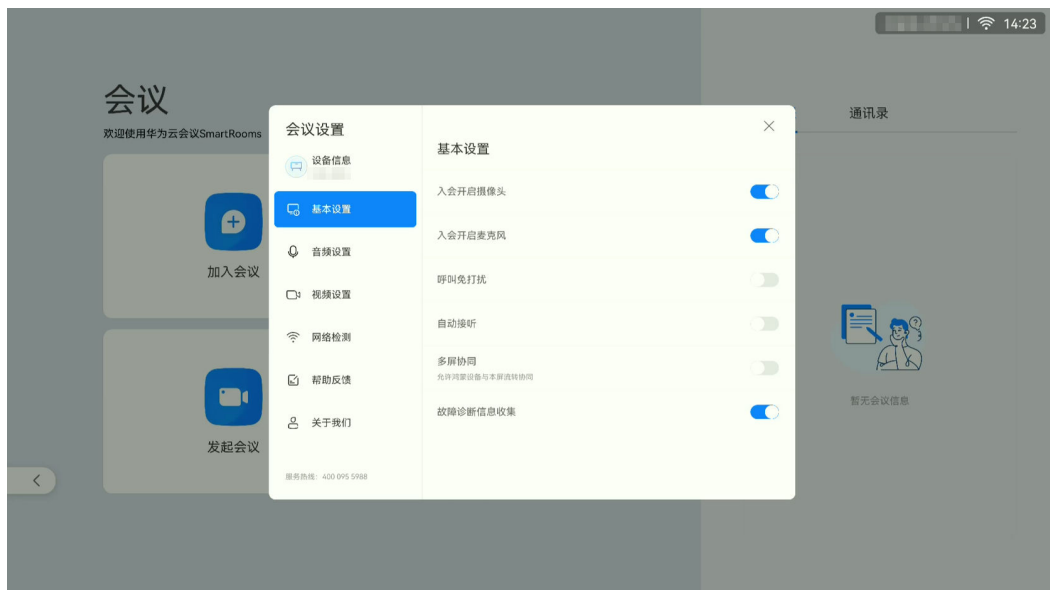 14:23
会议
欢迎使用华为云会议SmartRooms
加入会议
发起会议
会议设置
设备信息
基本设置
音频设置
视频设置
网络检测
帮助反馈
关于我们
服务热线: 400 095 5988
基本设置
入会开启摄像头
入会开启麦克风
呼叫免打扰
自动接听
多屏协同
允许鸿蒙设备与本屏流转协同
故障诊断信息收集
通讯录
暂无会议信息